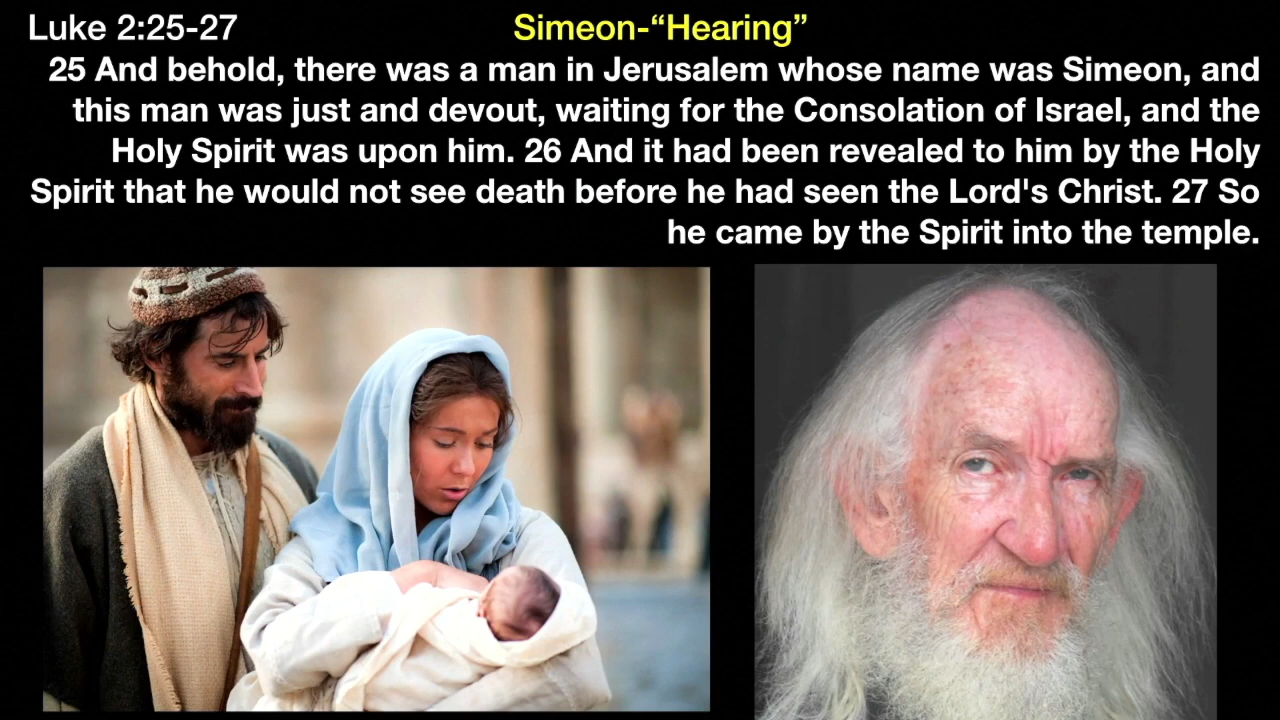 Luke 2:25-27
Simeon-“Hearing”
25 And behold, there was a man in Jerusalem whose name was Simeon, and
this man was just and devout, waiting for the Consolation of Israel, and the
Holy Spirit was upon him. 26 And it had been revealed to him by the Holy
Spirit that he would not see death before he had seen the Lord's Christ. 27 So
he came by the Spirit into the temple.